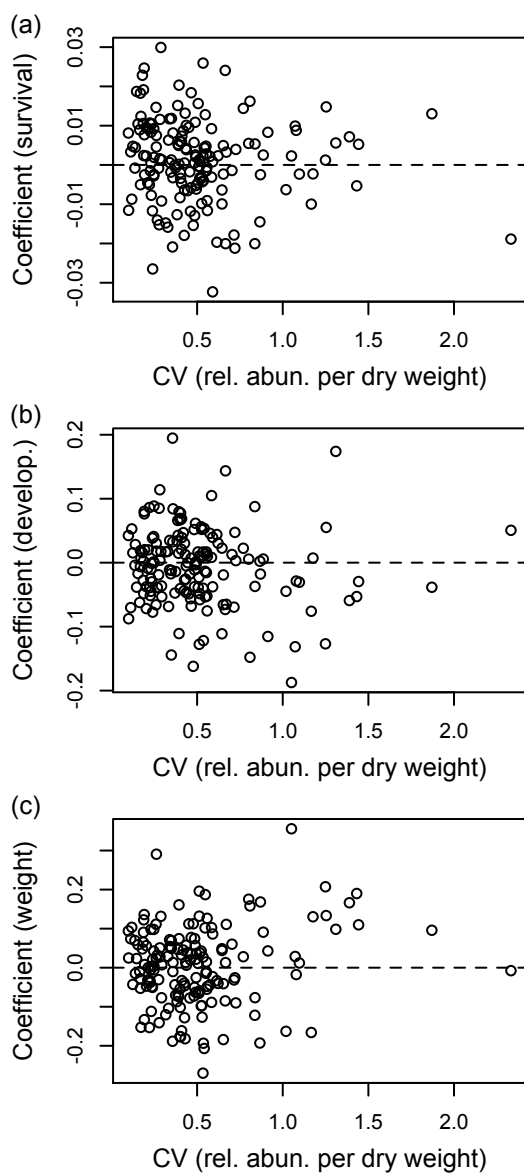 (a)
Coefficient (survival)
0.03
0.01
-0.01
-0.03
0.5 1.0 1.5 2.0
CV (rel. abun. per dry weight)
(b)
Coefficient (develop.)
0.2
0.1
0.0
-0.1
-0.2
0.5 1.0 1.5 2.0
CV (rel. abun. per dry weight)
(c)
Coefficient (weight)
0.2
0.0
-0.2
0.5 1.0 1.5 2.0
CV (rel. abun. per dry weight)